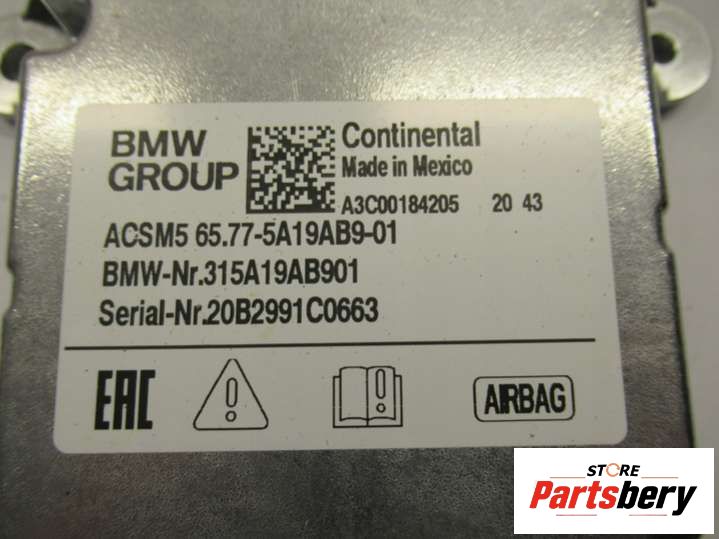 BMW
GROUP
Continental
Made in Mexico
A3C00184205 20 43
ACSM5 65.77-5A19AB9-01
BMW-Nr.315A19AB901
Serial-Nr.20B2991C0663
EAC
AIRBAG
STORE
Partsbery